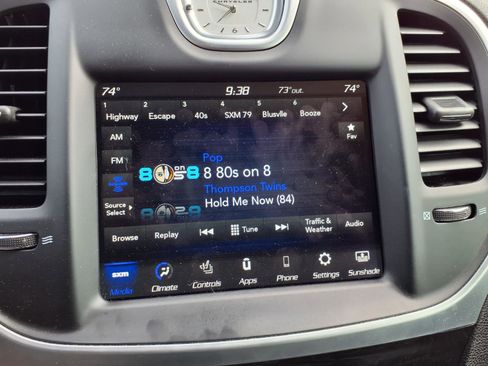 CHRYSLER
74° 9:38 73°out. 74°
1 2 3 4 5 6
Highway Escape 40s SXM 79 Blusvlle Booze
AM
FM
Fav
Pop
8 80s on 8
Thompson Twins
Hold Me Now (84)
Source
Select
Browse Replay Tune Traffic & Weather Audio
sxm
Media Climate Controls Apps Phone Settings Sunshade